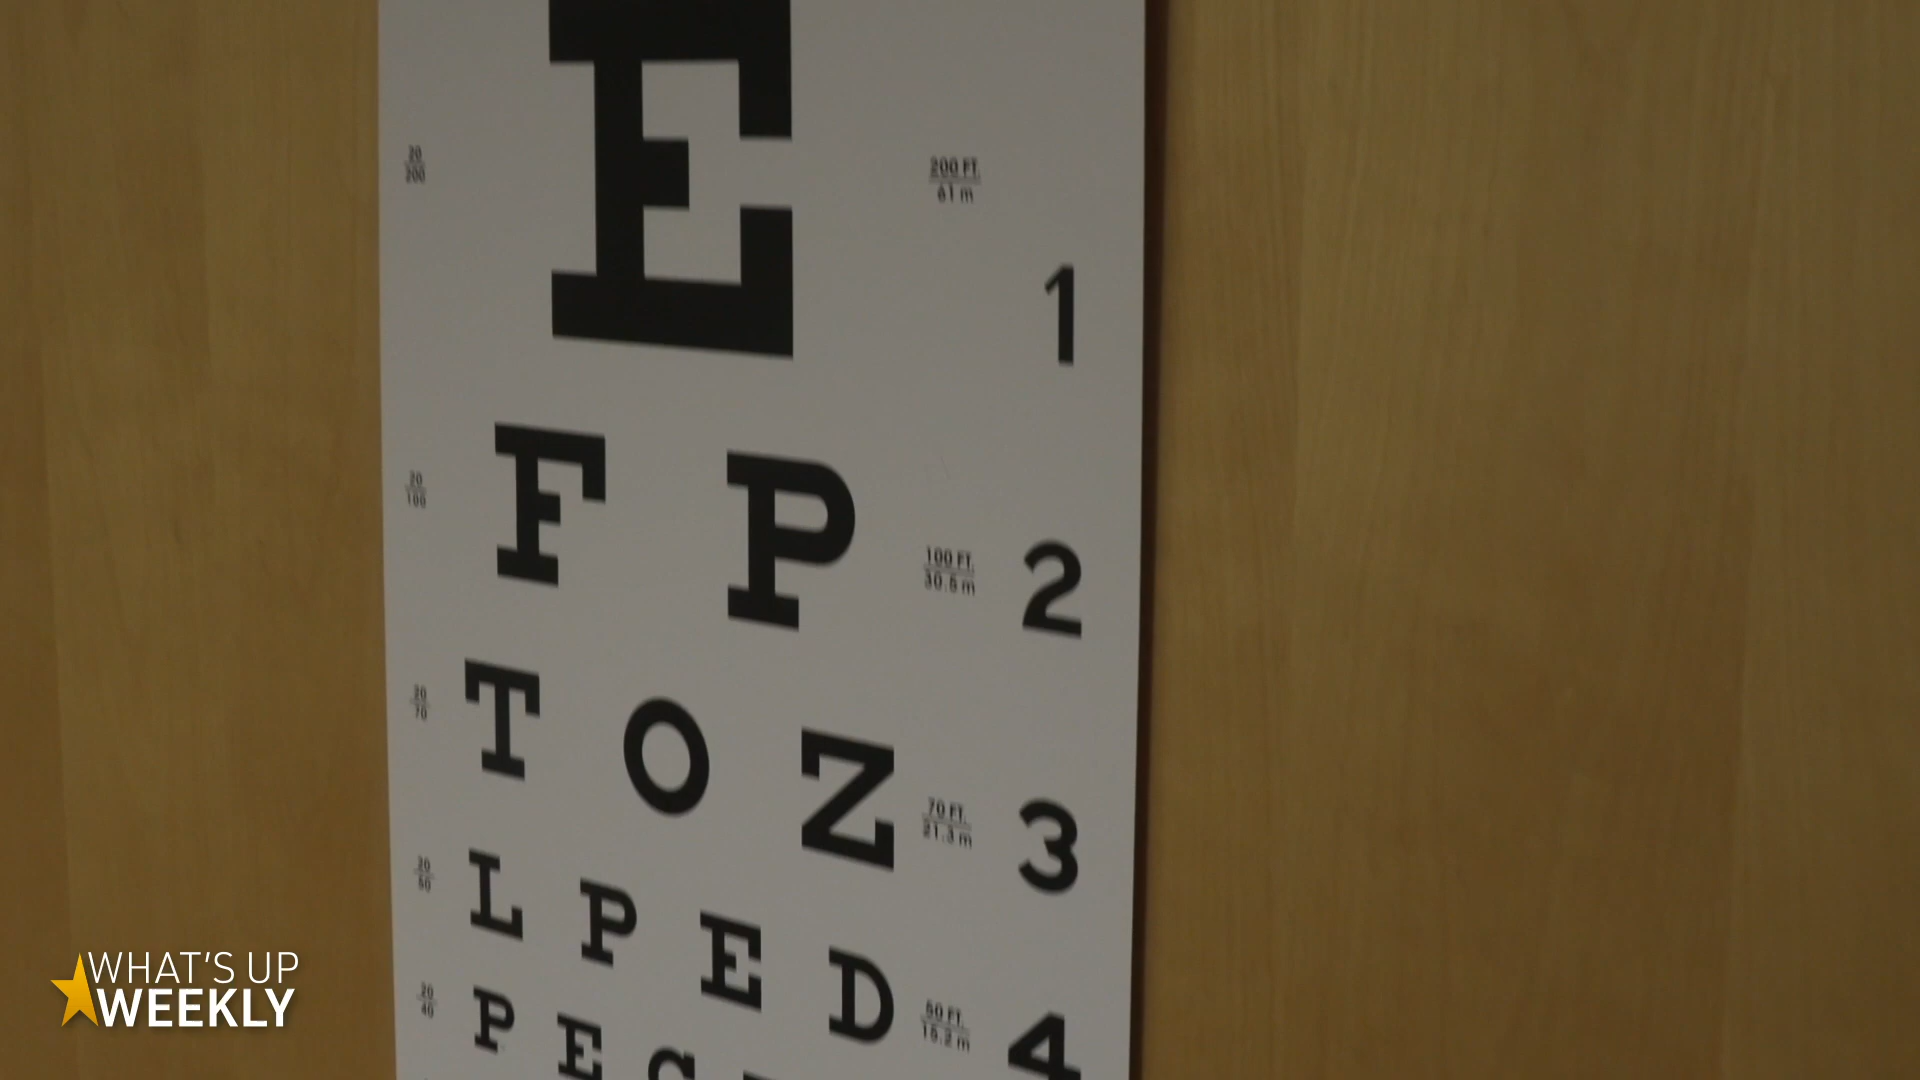 E
20
200
200 FT.
61 m
1
F P
20
100
100 FT.
30.5 m
2
T O Z
20
70
70 FT.
21.3 m
3
L P E D
20
50
50 FT.
15.2 m
4
P E C
20
40
WHAT'S UP
WEEKLY